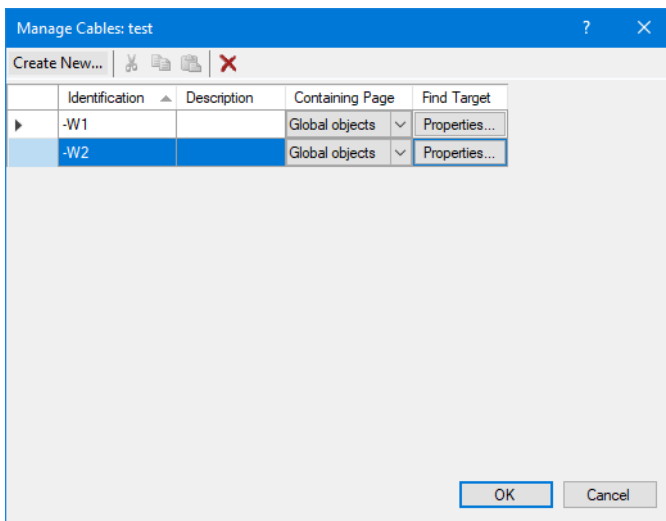 Manage Cables: test ?
Create New...
Identification Description Containing Page Find Target
-W1 Global objects Properties...
-W2 Global objects Properties...
OK Cancel